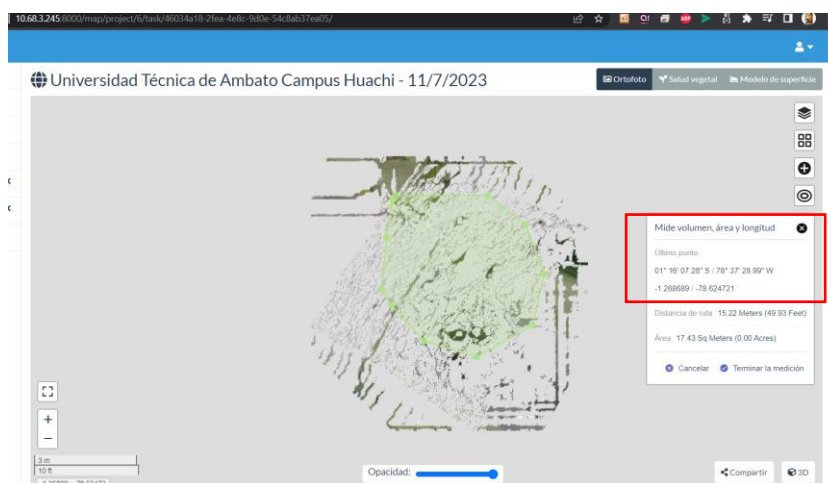 10.68.3.245:8000/map/project/6/task/46034a18-2fea-4e8c-9d0e-54c8ab37ea05/
Universidad Técnica de Ambato Campus Huachi - 11/7/2023
Ortofoto Salud vegetal Modelo de superficie
Mide volumen, área y longitud
Último punto
01° 16' 07.28" S / 78° 37' 28.99" W
-1.268689 / -78.624721
Distancia de ruta 15.22 Meters (49.93 Feet)
Área 17.43 Sq Meters (0.00 Acres)
Cancelar Terminar la medición
+
−
3 m
10 ft
Opacidad:
Compartir 3D